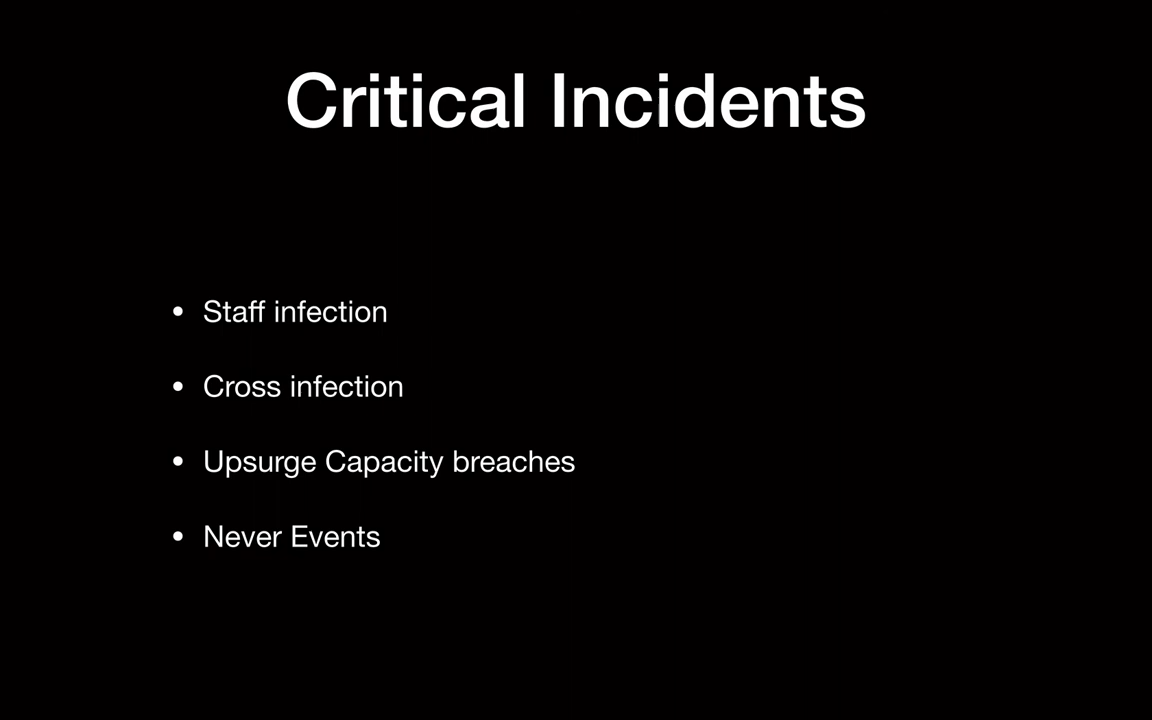 Critical Incidents
• Staff infection
• Cross infection
• Upsurge Capacity breaches
• Never Events